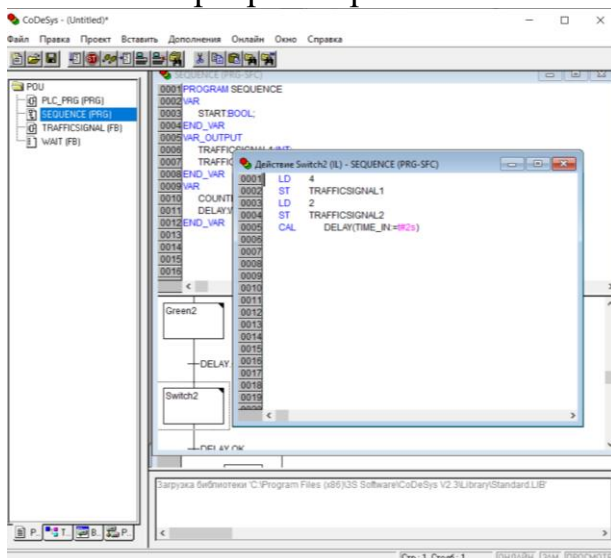 CoDeSys - (Untitled)*
Файл Правка Проект Вставить Дополнения Онлайн Окно Справка
POU
PLC_PRG (PRG)
SEQUENCE (PRG)
TRAFFICSIGNAL (FB)
WAIT (FB)
SEQUENCE (PRG-SFC)
0001 PROGRAM SEQUENCE
0002 VAR
0003 START:BOOL;
0004 END_VAR
0005 VAR_OUTPUT
0006
0007 TRAFFIC
0008 END_VAR
0009 VAR
0010 COUNT
0011 DELAY:
0012 END_VAR
0013
0014
0015
0016
Действие Switch2 (IL) - SEQUENCE (PRG-SFC)
0001 LD 4
0002 ST TRAFFICSIGNAL1
0003 LD 2
0004 ST TRAFFICSIGNAL2
0005 CAL DELAY(TIME_IN:=t#2s)
0006
0007
0008
0009
0010
0011
0012
0013
0014
0015
0016
0017
0018
0019
Green2
DELAY.
Switch2
DELAY.OK
Загрузка библиотеки 'C:\Program Files (x86)\3S Software\CoDeSys V2.3\Library\Standard.LIB'
P.. T.. B.. P..